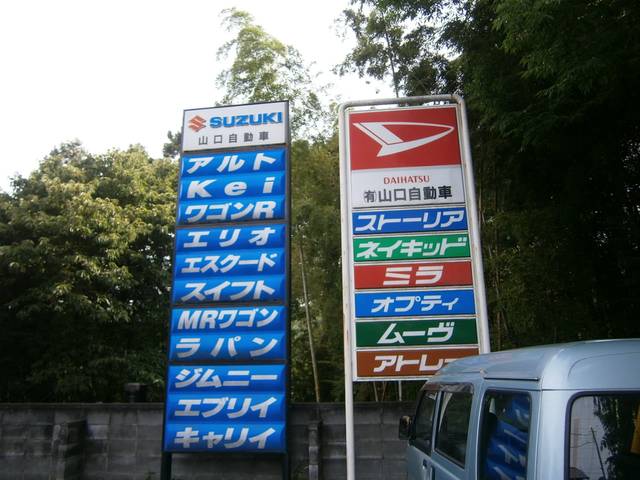 SUZUKI
山口自動車
アルト
Kei
ワゴンR
エリオ
エスクード
スイフト
MRワゴン
ラパン
ジムニー
エブリイ
キャリイ
DAIHATSU
(有)山口自動車
ストーリア
ネイキッド
ミラ
オプティ
ムーヴ
アトレー